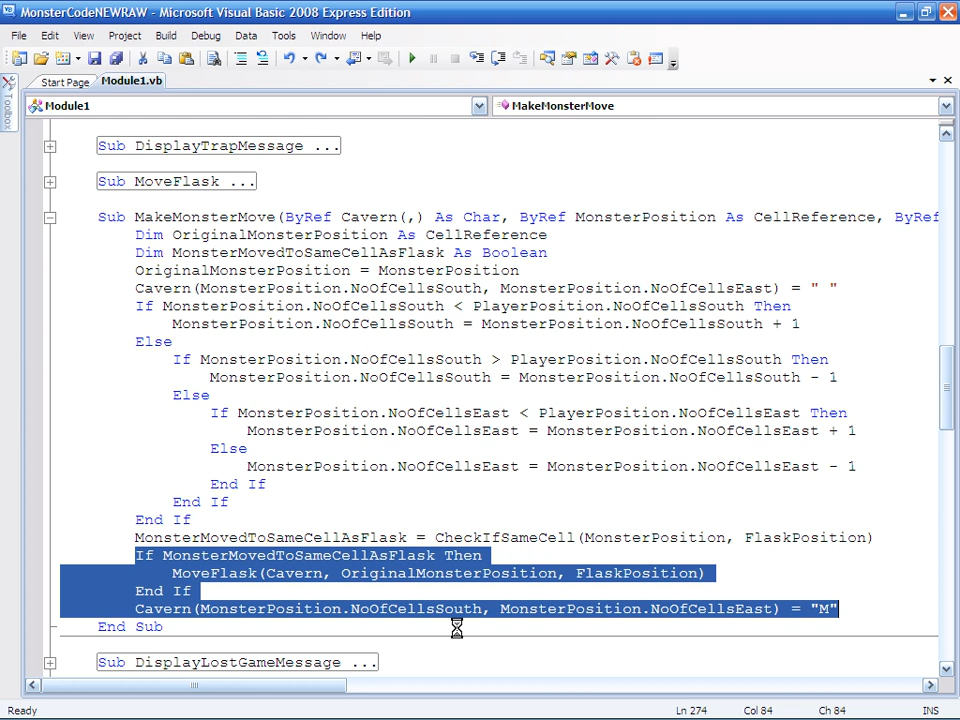 MonsterCodeNEWRAW - Microsoft Visual Basic 2008 Express Edition
File Edit View Project Build Debug Data Tools Window Help
Start Page Module1.vb
Toolbox
Module1 MakeMonsterMove
Sub DisplayTrapMessage ...
Sub MoveFlask ...
Sub MakeMonsterMove(ByRef Cavern(,) As Char, ByRef MonsterPosition As CellReference, ByRef
Dim OriginalMonsterPosition As CellReference
Dim MonsterMovedToSameCellAsFlask As Boolean
OriginalMonsterPosition = MonsterPosition
Cavern(MonsterPosition.NoOfCellsSouth, MonsterPosition.NoOfCellsEast) = " "
If MonsterPosition.NoOfCellsSouth < PlayerPosition.NoOfCellsSouth Then
MonsterPosition.NoOfCellsSouth = MonsterPosition.NoOfCellsSouth + 1
Else
If MonsterPosition.NoOfCellsSouth > PlayerPosition.NoOfCellsSouth Then
MonsterPosition.NoOfCellsSouth = MonsterPosition.NoOfCellsSouth - 1
Else
If MonsterPosition.NoOfCellsEast < PlayerPosition.NoOfCellsEast Then
MonsterPosition.NoOfCellsEast = MonsterPosition.NoOfCellsEast + 1
Else
MonsterPosition.NoOfCellsEast = MonsterPosition.NoOfCellsEast - 1
End If
End If
End If
MonsterMovedToSameCellAsFlask = CheckIfSameCell(MonsterPosition, FlaskPosition)
If MonsterMovedToSameCellAsFlask Then
MoveFlask(Cavern, OriginalMonsterPosition, FlaskPosition)
End If
Cavern(MonsterPosition.NoOfCellsSouth, MonsterPosition.NoOfCellsEast) = "M"
End Sub
Sub DisplayLostGameMessage ...
Ready Ln 274 Col 84 Ch 84 INS